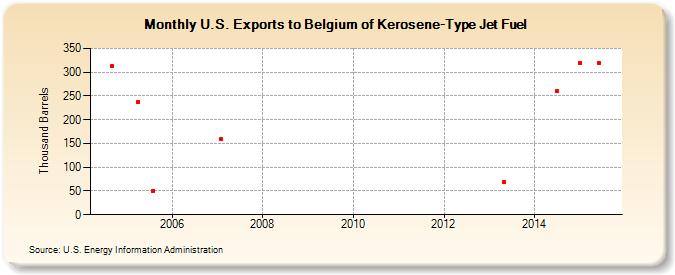 Monthly U.S. Exports to Belgium of Kerosene-Type Jet Fuel
Thousand Barrels
350
300
250
200
150
100
50
0
2006 2008 2010 2012 2014
Source: U.S. Energy Information Administration